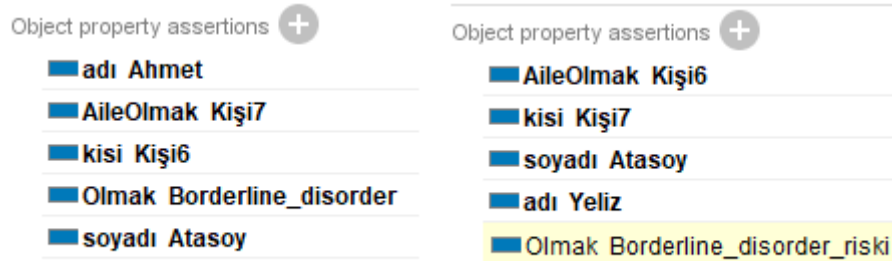 Object property assertions
adı Ahmet
AileOlmak Kişi7
kisi Kişi6
Olmak Borderline_disorder
soyadı Atasoy
Object property assertions
AileOlmak Kişi6
kisi Kişi7
soyadı Atasoy
adı Yeliz
Olmak Borderline_disorder_riski